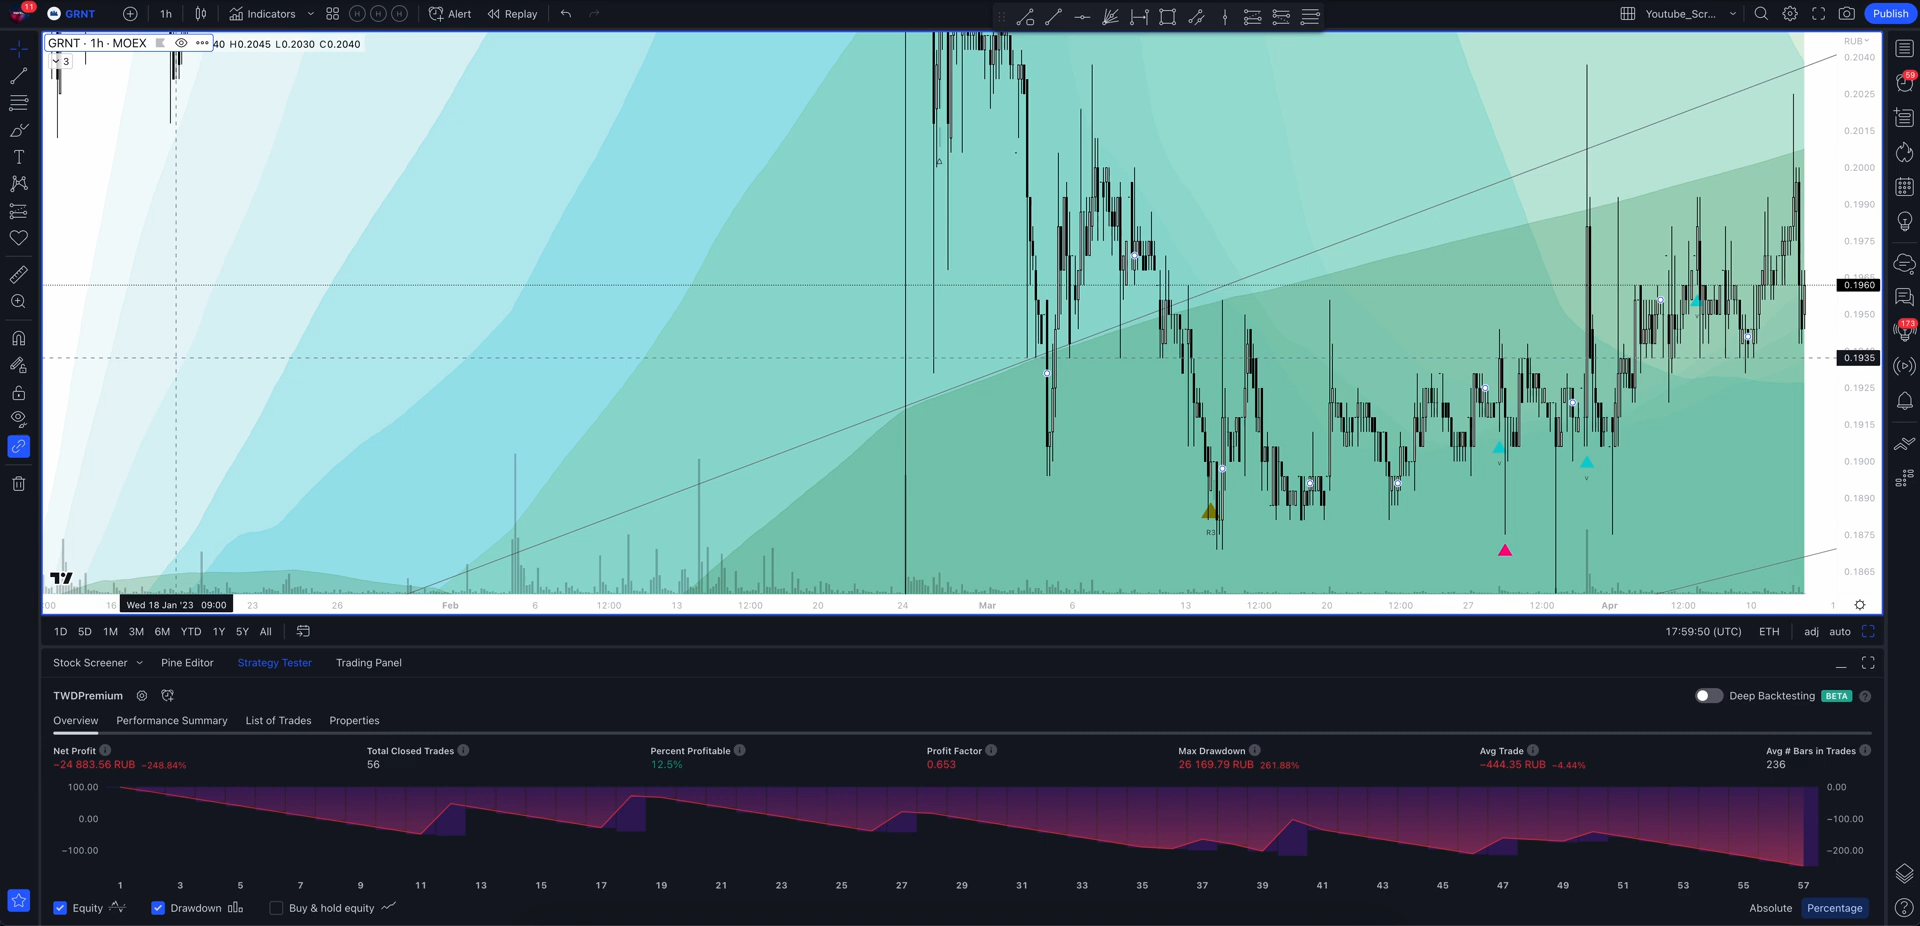 11
GRNT
1h
Indicators
H
H
H
Alert
Replay
Youtube_Scr...
Publish
GRNT · 1h · MOEX
40 H0.2045 L0.2030 C0.2040
3
RUB
0.2040
0.2025
0.2015
0.2000
0.1990
0.1975
0.1960
0.1950
0.1935
0.1925
0.1915
0.1900
0.1890
0.1875
0.1865
59
173
R3
v
v
v
:00
16
Wed 18 Jan '23 09:00
23
26
Feb
6
12:00
13
12:00
20
24
Mar
6
13
12:00
20
12:00
27
12:00
Apr
12:00
10
1
1D 5D 1M 3M 6M YTD 1Y 5Y All
17:59:50 (UTC) ETH adj auto
Stock Screener Pine Editor Strategy Tester Trading Panel
TWDPremium
Deep Backtesting BETA
Overview Performance Summary List of Trades Properties
Net Profit
−24 883.56 RUB −248.84%
Total Closed Trades
56
Percent Profitable
12.5%
Profit Factor
0.653
Max Drawdown
26 169.79 RUB 261.88%
Avg Trade
−444.35 RUB −4.44%
Avg # Bars in Trades
236
100.00
0.00
−100.00
0.00
−100.00
−200.00
1 3 5 7 9 11 13 15 17 19 21 23 25 27 29 31 33 35 37 39 41 43 45 47 49 51 53 55 57
Equity
Drawdown
Buy & hold equity
Absolute
Percentage